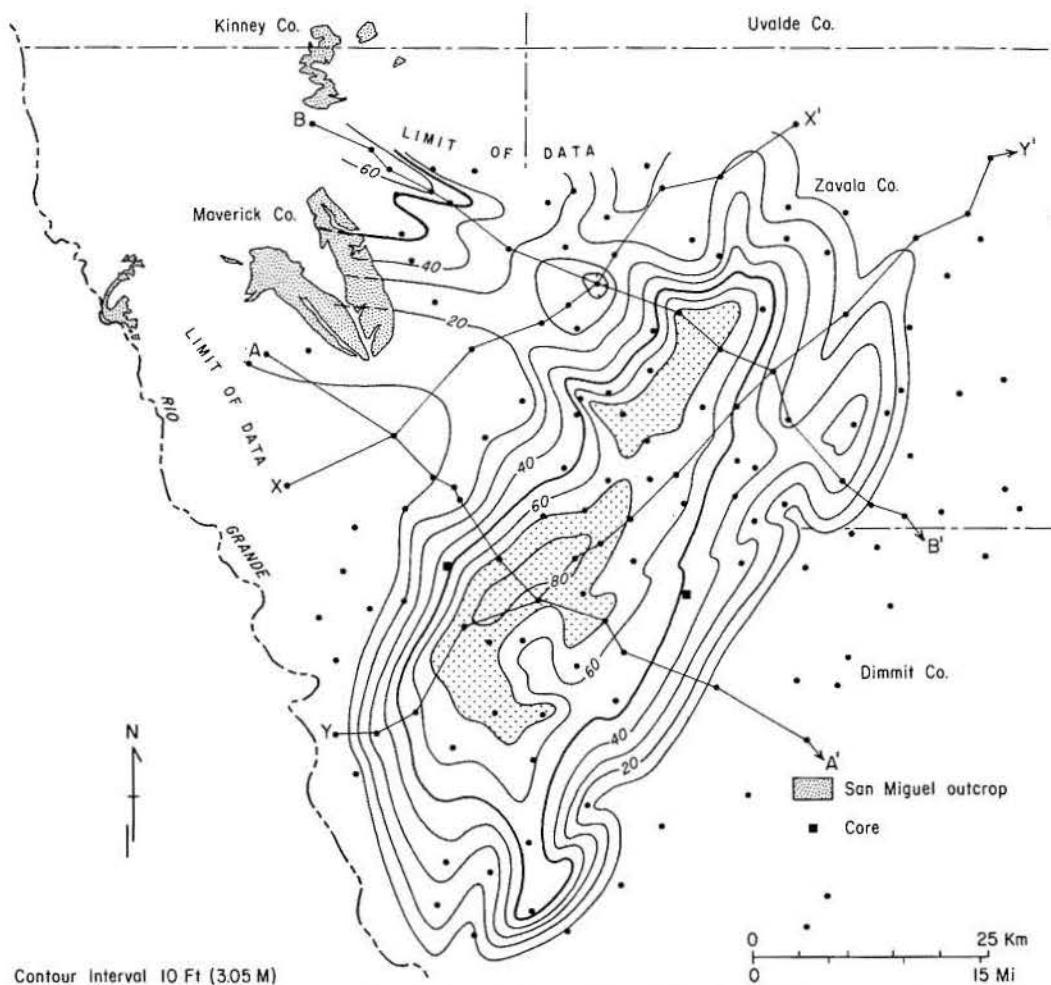 Kinney Co.
Uvalde Co.
B
LIMIT OF DATA
X'
Y'
60
Zavala Co.
Maverick Co.
40
20
A
LIMIT OF DATA
RIO
GRANDE
X
40
60
80
B'
60
Dimmit Co.
Y
40
20
A'
N
San Miguel outcrop
Core
0 25 Km
0 15 Mi
Contour Interval 10 Ft (3.05 M)